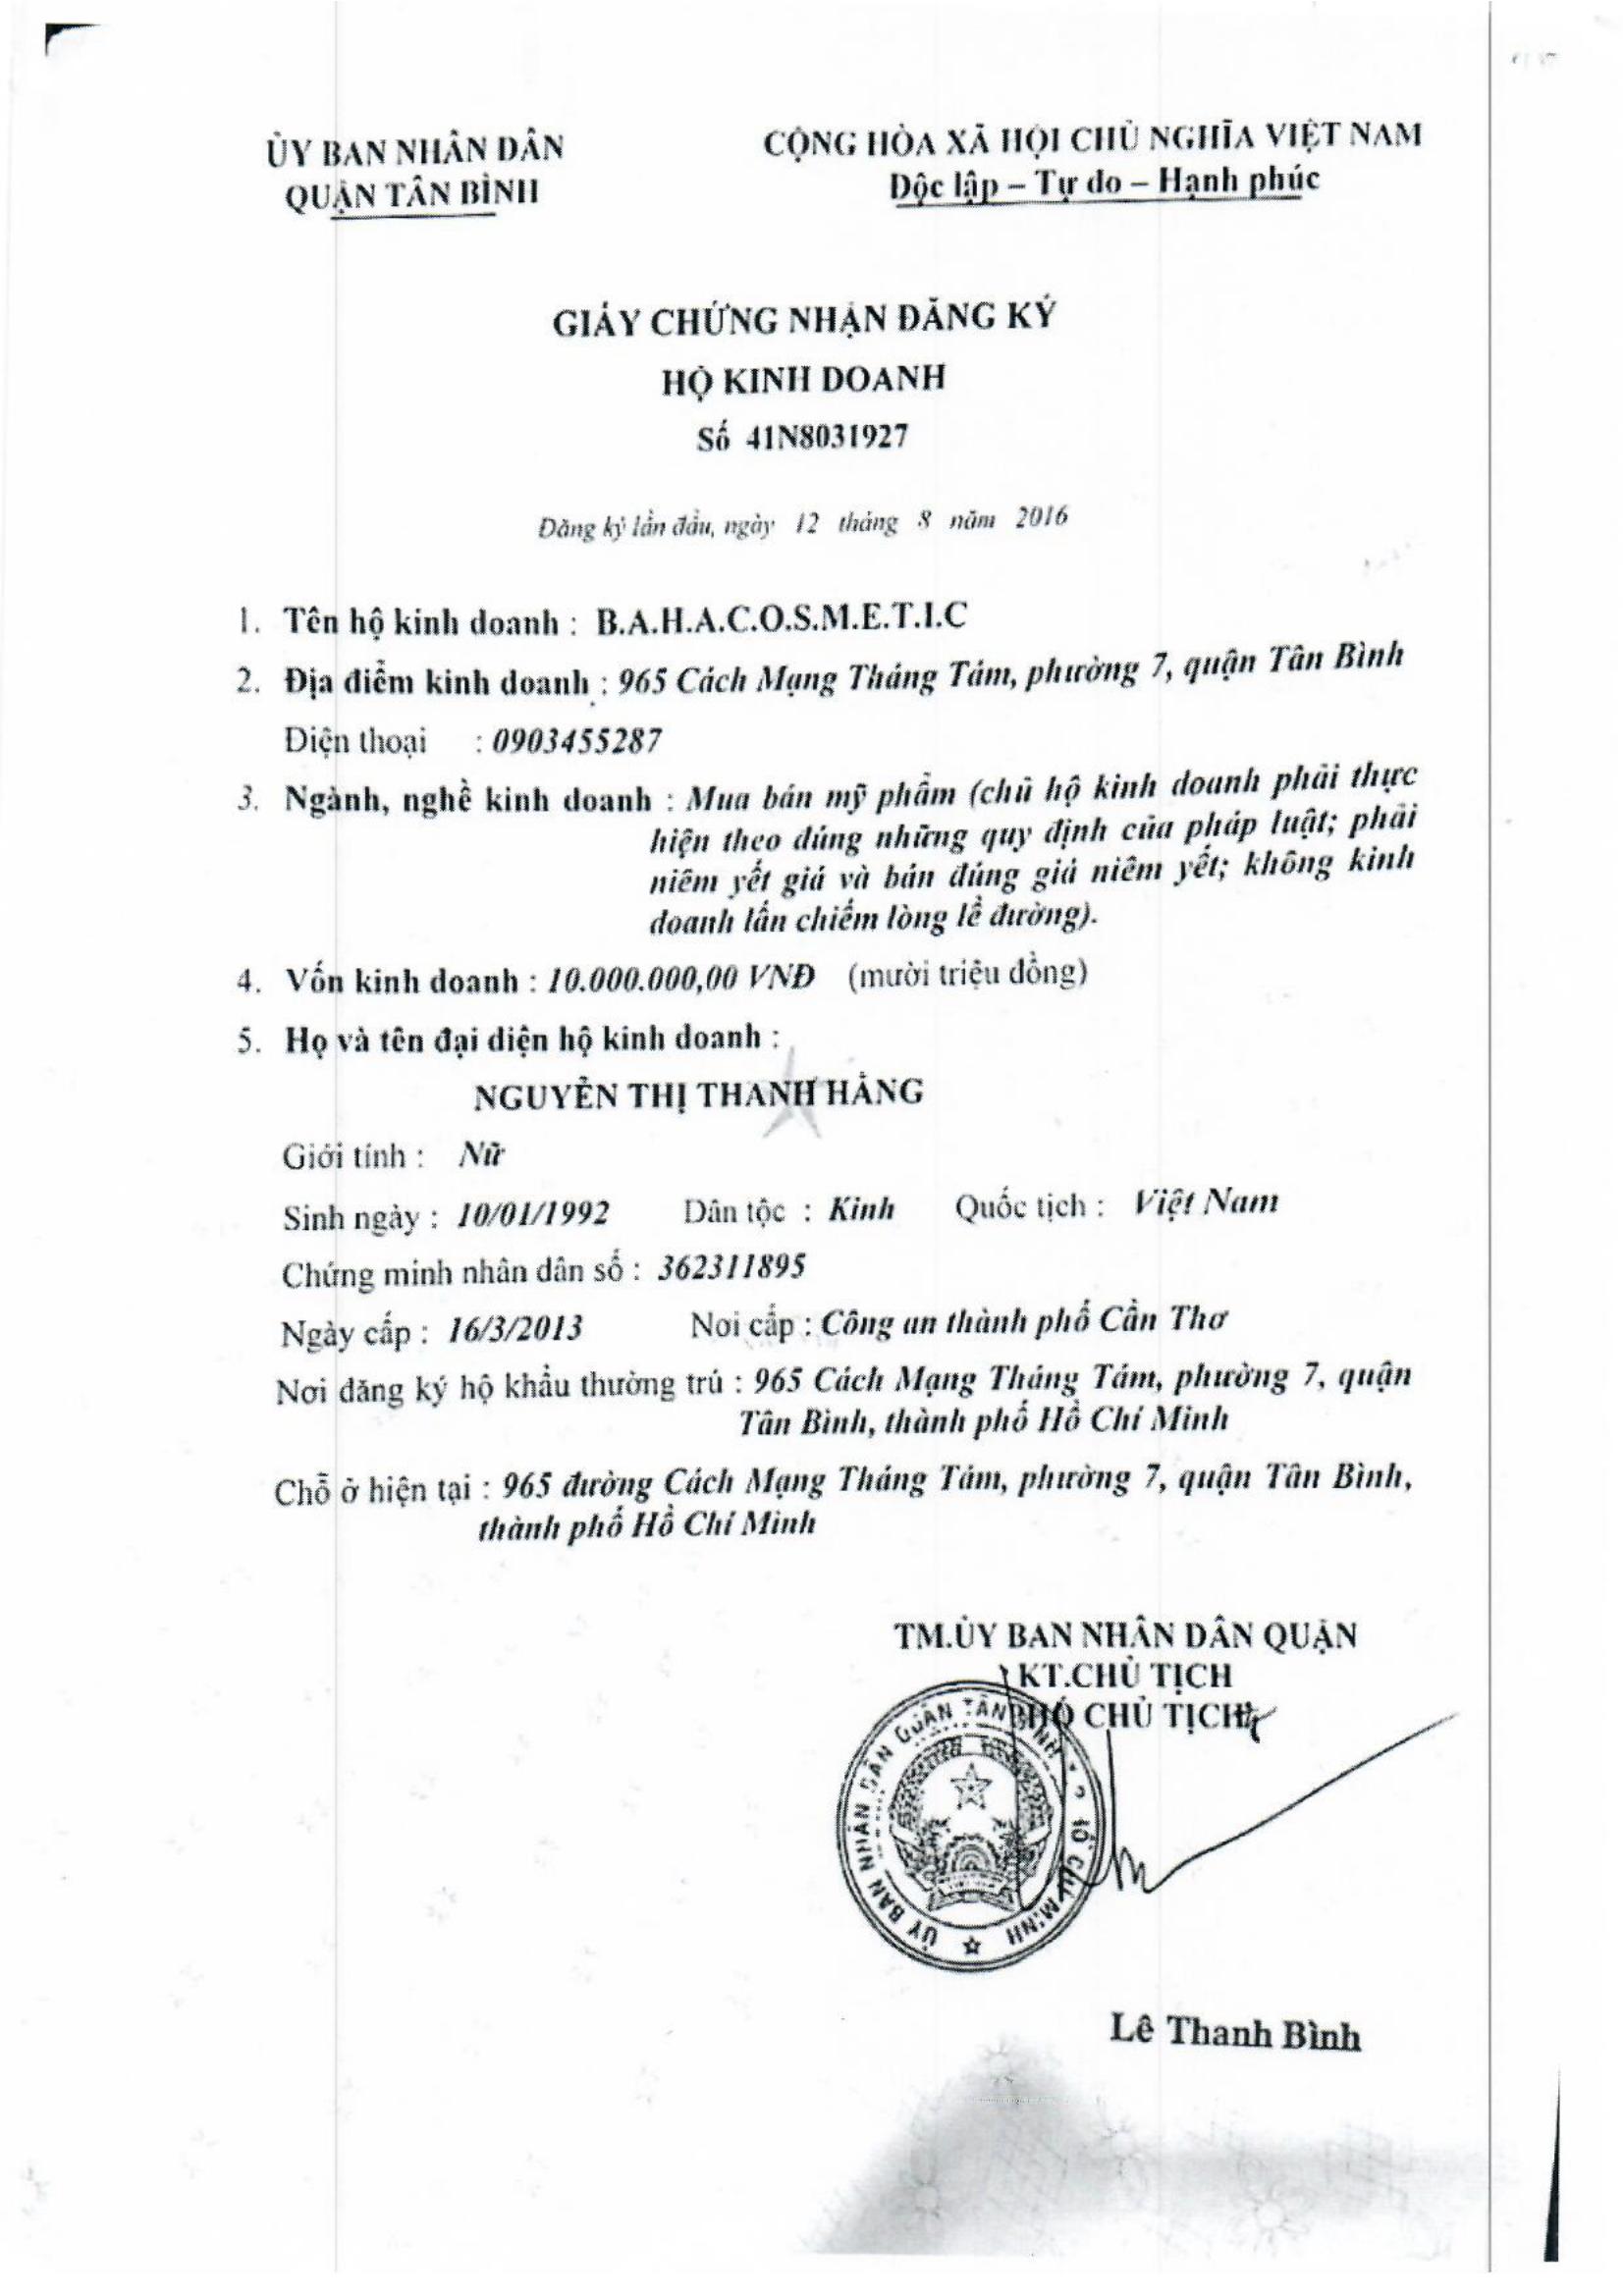 ỦY BAN NHÂN DÂN
QUẬN TÂN BÌNH
CỘNG HÒA XÃ HỘI CHỦ NGHĨA VIỆT NAM
Độc lập – Tự do – Hạnh phúc
GIẤY CHỨNG NHẬN ĐĂNG KÝ
HỘ KINH DOANH
Số 41N8031927
Đăng ký lần đầu, ngày 12 tháng 8 năm 2016
1. Tên hộ kinh doanh : B.A.H.A.C.O.S.M.E.T.I.C
2. Địa điểm kinh doanh : 965 Cách Mạng Tháng Tám, phường 7, quận Tân Bình
Điện thoại : 0903455287
3. Ngành, nghề kinh doanh : Mua bán mỹ phẩm (chủ hộ kinh doanh phải thực
hiện theo đúng những quy định của pháp luật; phải
niêm yết giá và bán đúng giá niêm yết; không kinh
doanh lấn chiếm lòng lề đường).
4. Vốn kinh doanh : 10.000.000,00 VNĐ (mười triệu đồng)
5. Họ và tên đại diện hộ kinh doanh :
NGUYỄN THỊ THANH HẰNG
Giới tính : Nữ
Sinh ngày : 10/01/1992 Dân tộc : Kinh Quốc tịch : Việt Nam
Chứng minh nhân dân số : 362311895
Ngày cấp : 16/3/2013 Nơi cấp : Công an thành phố Cần Thơ
Nơi đăng ký hộ khẩu thường trú : 965 Cách Mạng Tháng Tám, phường 7, quận
Tân Bình, thành phố Hồ Chí Minh
Chỗ ở hiện tại : 965 đường Cách Mạng Tháng Tám, phường 7, quận Tân Bình,
thành phố Hồ Chí Minh
TM.ỦY BAN NHÂN DÂN QUẬN
KT.CHỦ TỊCH
PHÓ CHỦ TỊCH
ỦY BAN NHÂN DÂN QUẬN TÂN BÌNH HỒ CHÍ MINH
Lê Thanh Bình